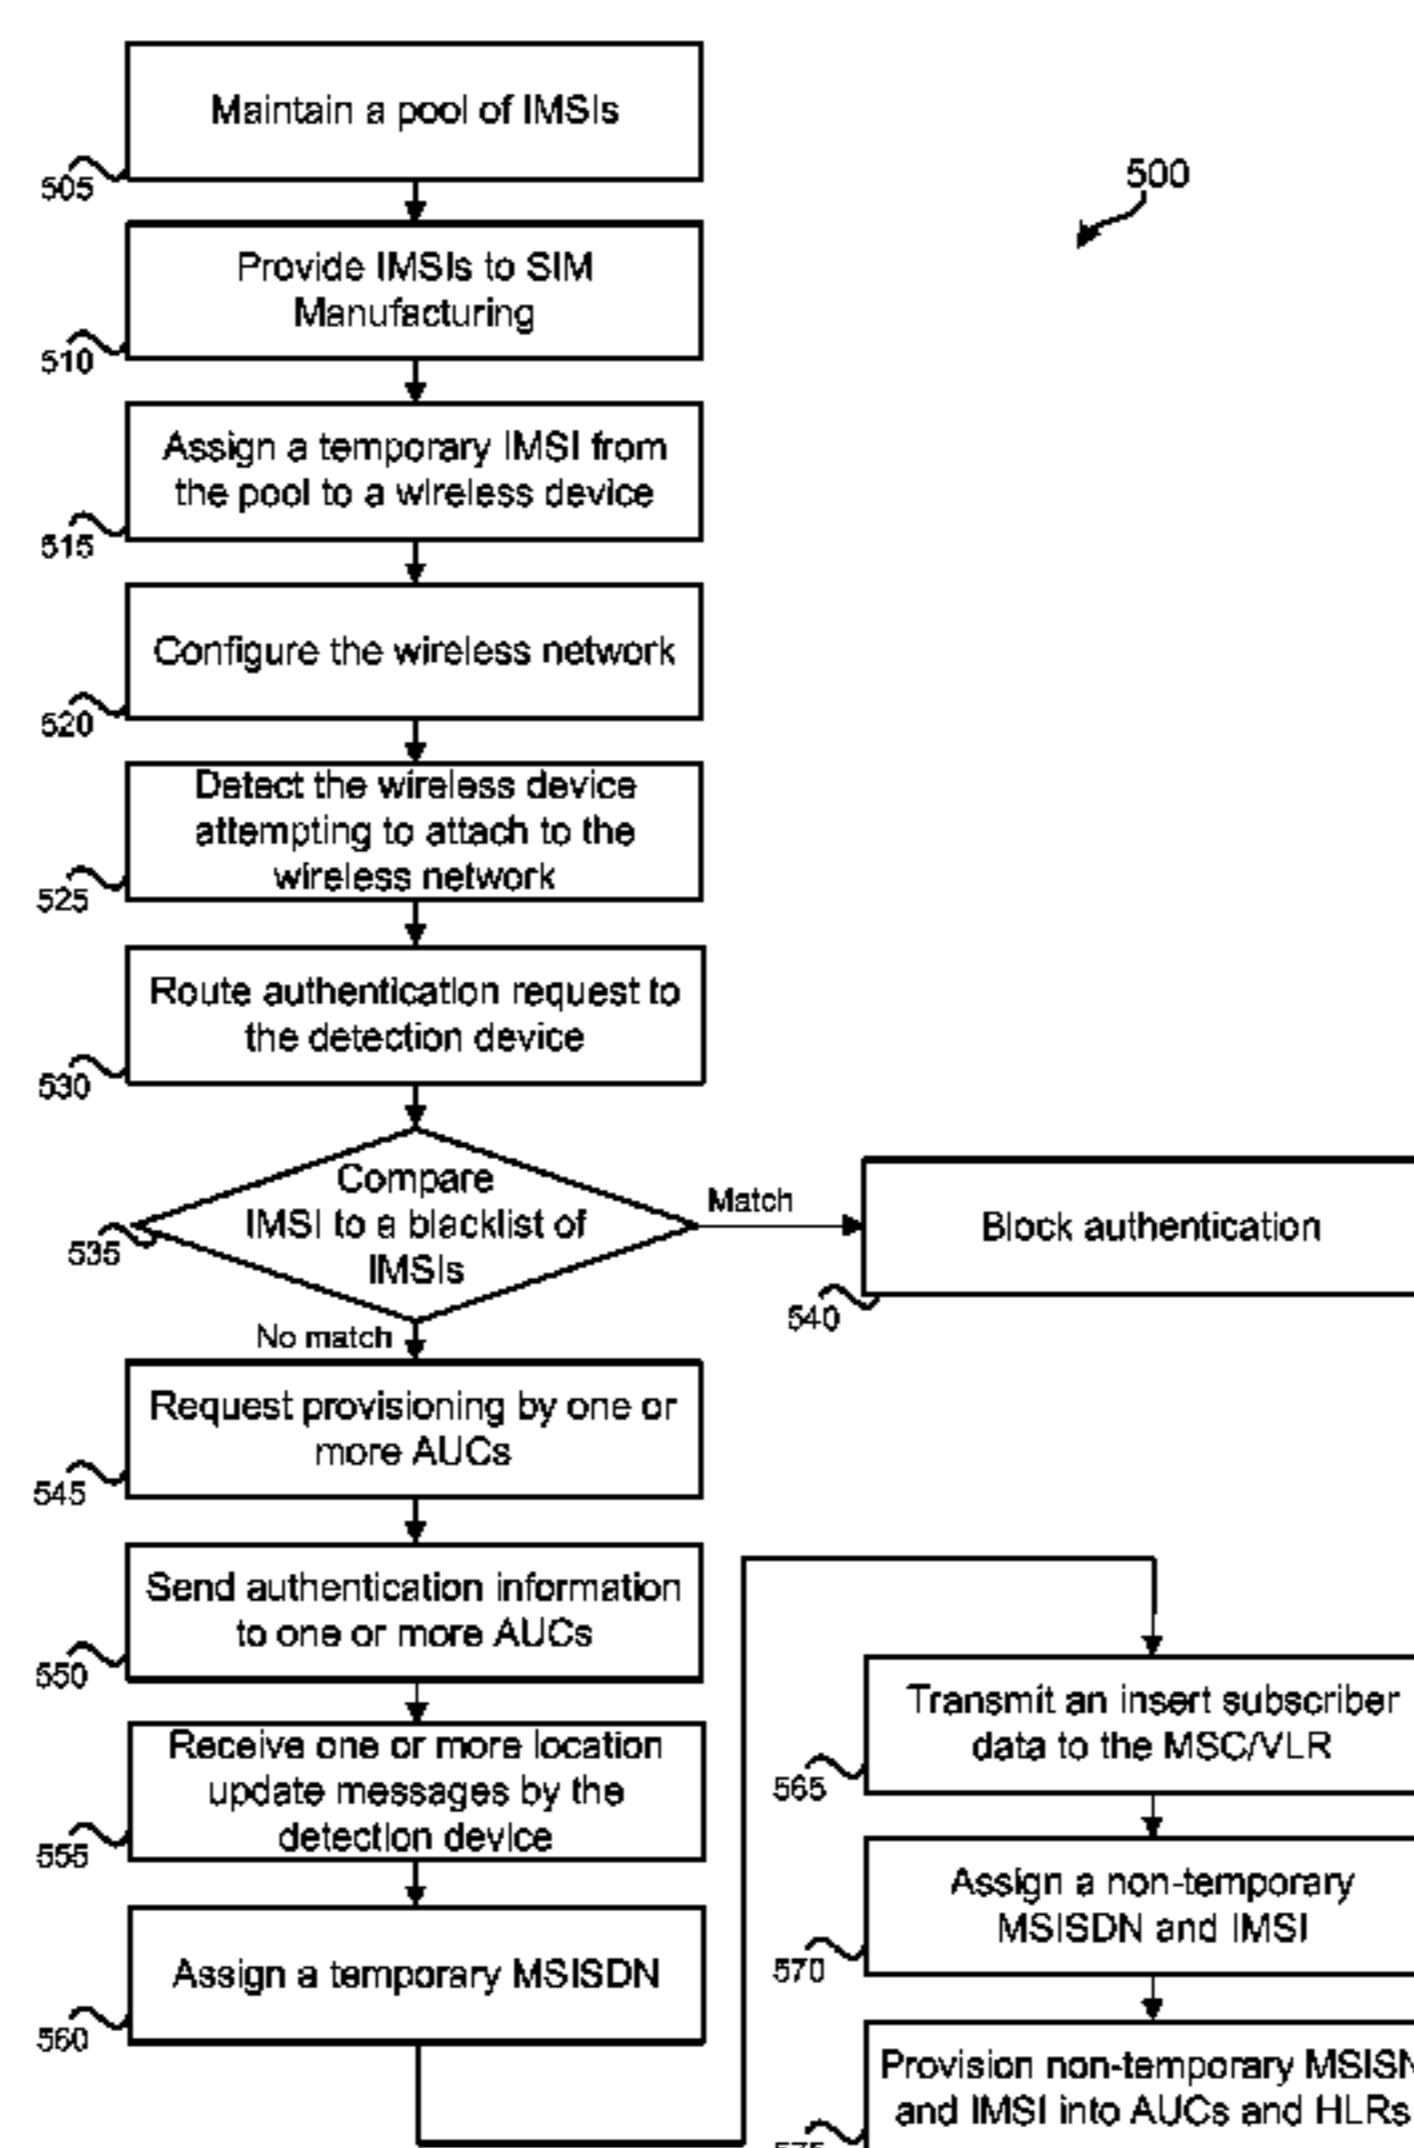 Maintain a pool of IMSIs
505
500
Provide IMSIs to SIM
Manufacturing
510
Assign a temporary IMSI from
the pool to a wireless device
515
Configure the wireless network
520
Detect the wireless device
attempting to attach to the
wireless network
525
Route authentication request to
the detection device
530
Compare
IMSI to a blacklist of
IMSIs
535
Match
Block authentication
540
No match
Request provisioning by one or
more AUCs
545
Send authentication information
to one or more AUCs
550
Receive one or more location
update messages by the
detection device
555
Assign a temporary MSISDN
560
Transmit an insert subscriber
data to the MSC/VLR
565
Assign a non-temporary
MSISDN and IMSI
570
Provision non-temporary
and IMSI into AUCs and HLRs